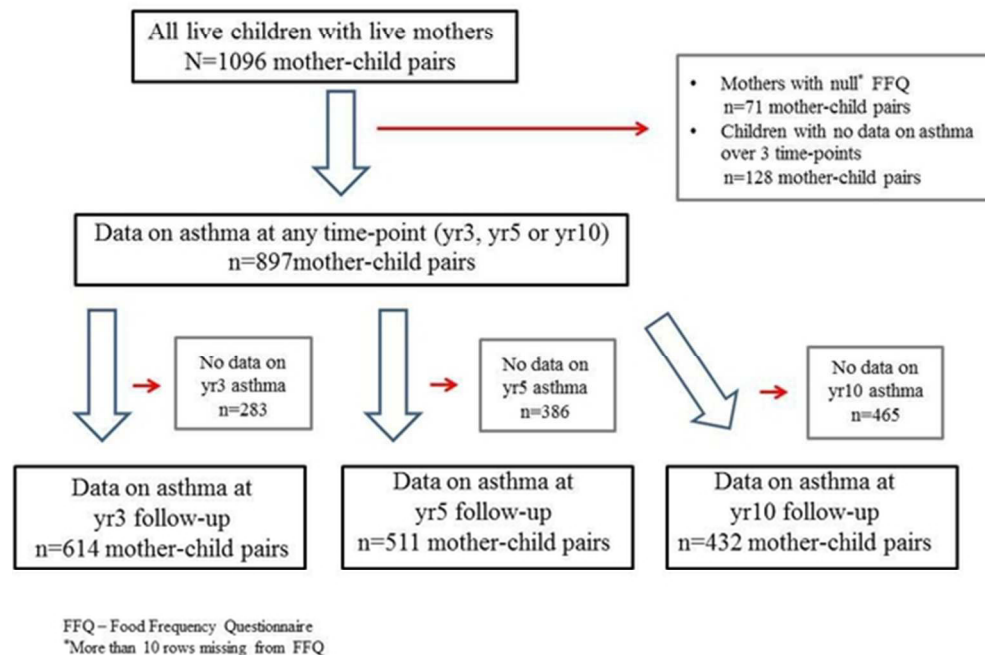 All live children with live mothers
N=1096 mother-child pairs
• Mothers with null* FFQ
n=71 mother-child pairs
• Children with no data on asthma
over 3 time-points
n=128 mother-child pairs
Data on asthma at any time-point (yr3, yr5 or yr10)
n=897mother-child pairs
No data on
yr3 asthma
n=283
No data on
yr5 asthma
n=386
No data on
yr10 asthma
n=465
Data on asthma at
yr3 follow-up
n=614 mother-child pairs
Data on asthma at
yr5 follow-up
n=511 mother-child pairs
Data on asthma at
yr10 follow-up
n=432 mother-child pairs
FFQ – Food Frequency Questionnaire
*More than 10 rows missing from FFQ